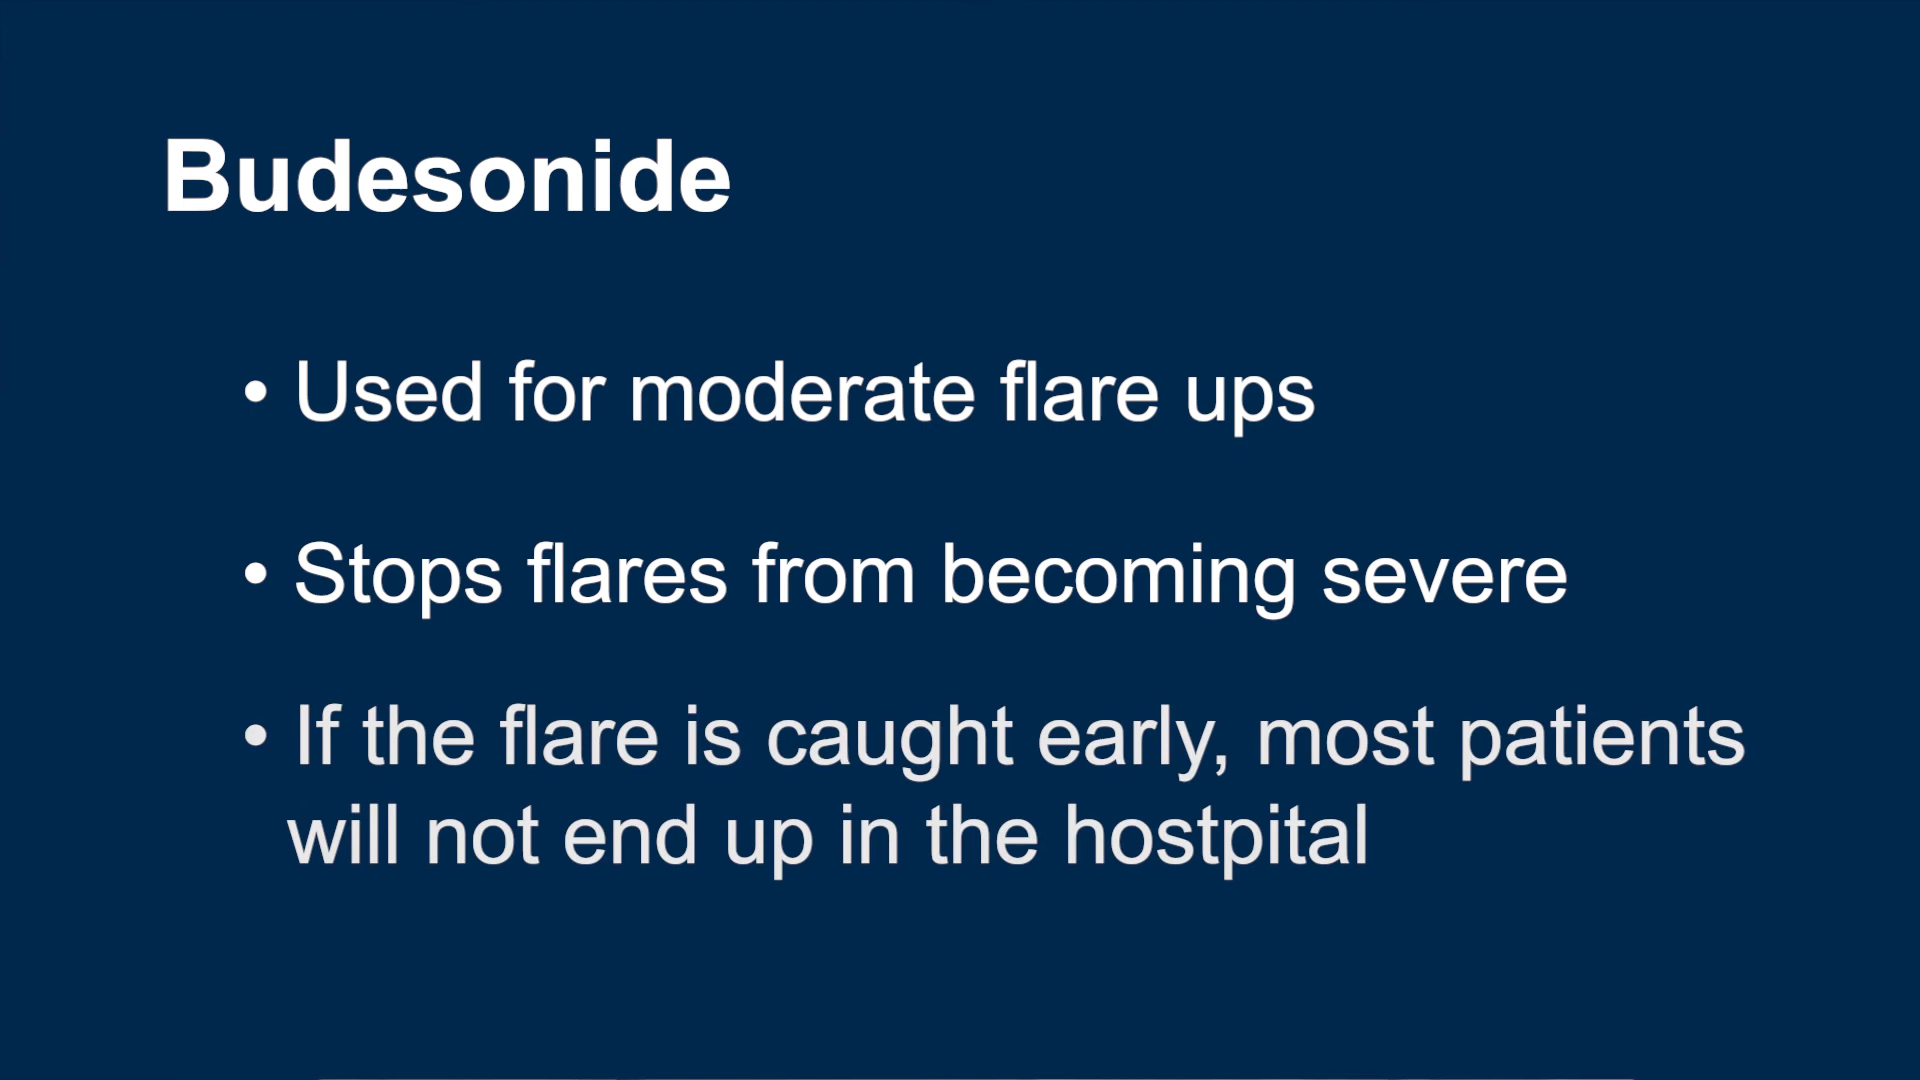 Budesonide
• Used for moderate flare ups
• Stops flares from becoming severe
• If the flare is caught early, most patients
will not end up in the hostpital